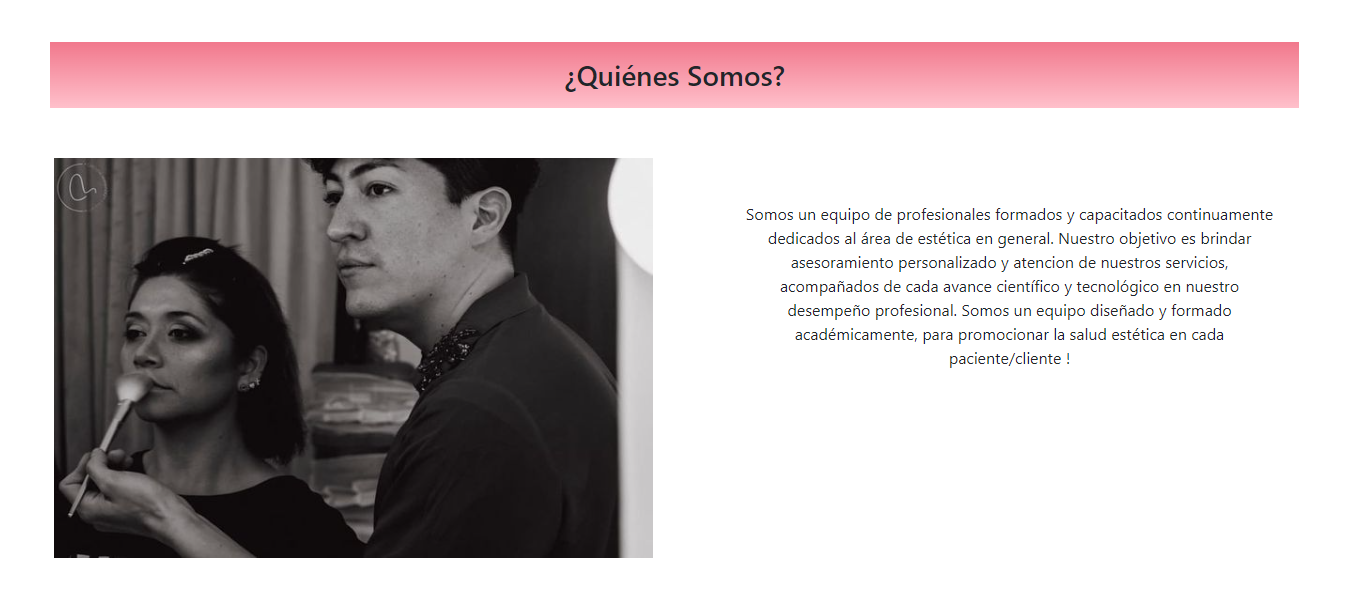 ¿Quiénes Somos?
Somos un equipo de profesionales formados y capacitados continuamente
dedicados al área de estética en general. Nuestro objetivo es brindar
asesoramiento personalizado y atencion de nuestros servicios,
acompañados de cada avance científico y tecnológico en nuestro
desempeño profesional. Somos un equipo diseñado y formado
académicamente, para promocionar la salud estética en cada
paciente/cliente !